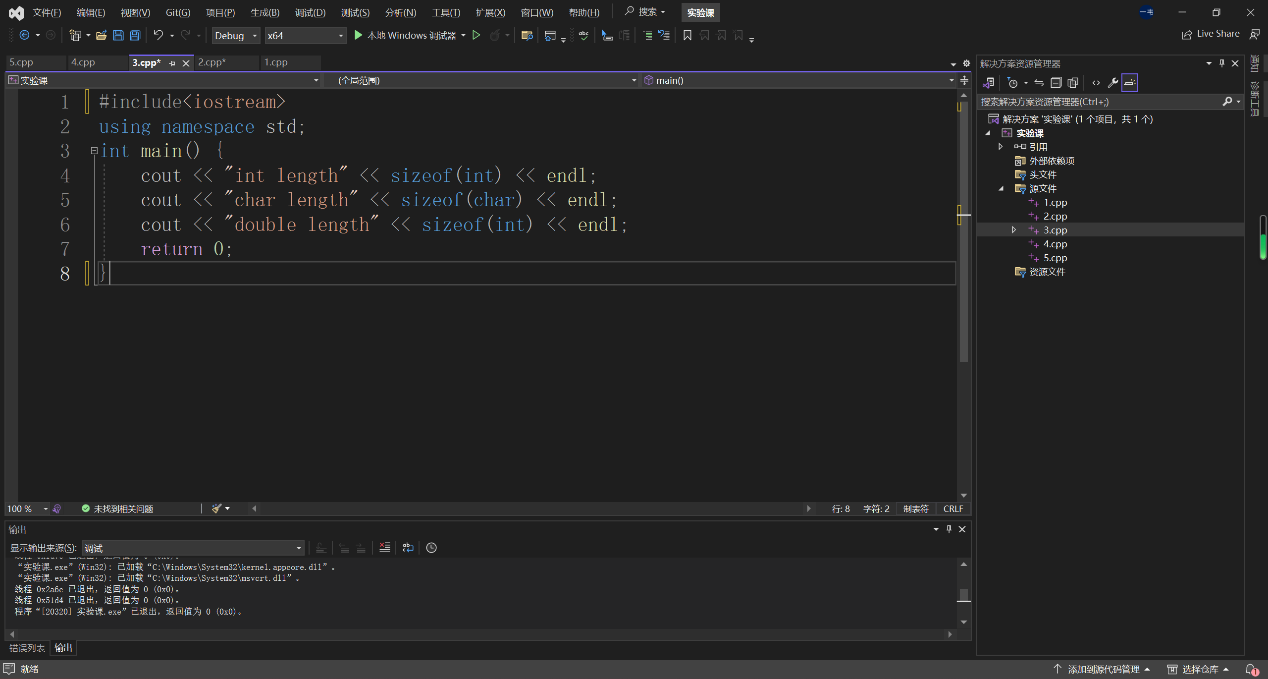 文件(F) 编辑(E) 视图(V) Git(G) 项目(P) 生成(B) 调试(D) 测试(S) 分析(N) 工具(T) 扩展(X) 窗口(W) 帮助(H) 搜索 实验课
Debug x64 本地 Windows 调试器 Live Share
5.cpp 4.cpp 3.cpp* 2.cpp* 1.cpp
实验课 (全局范围) main()
1 #include<iostream>
2 using namespace std;
3 int main() {
4 cout << "int length" << sizeof(int) << endl;
5 cout << "char length" << sizeof(char) << endl;
6 cout << "double length" << sizeof(int) << endl;
7 return 0;
8 }
100 % 未找到相关问题 行: 8 字符: 2 制表符 CRLF
输出
显示输出来源(S): 调试
“实验课.exe”(Win32): 已加载“C:\Windows\System32\kernel.appcore.dll”。
“实验课.exe”(Win32): 已加载“C:\Windows\System32\msvcrt.dll”。
线程 0x2a6c 已退出，返回值为 0 (0x0)。
线程 0x51d4 已退出，返回值为 0 (0x0)。
程序“[20320] 实验课.exe”已退出，返回值为 0 (0x0)。
错误列表 输出
就绪 添加到源代码管理 选择仓库 1
解决方案资源管理器
搜索解决方案资源管理器(Ctrl+;)
解决方案 '实验课' (1 个项目，共 1 个)
实验课
引用
外部依赖项
头文件
源文件
1.cpp
2.cpp
3.cpp
4.cpp
5.cpp
资源文件
诊断工具